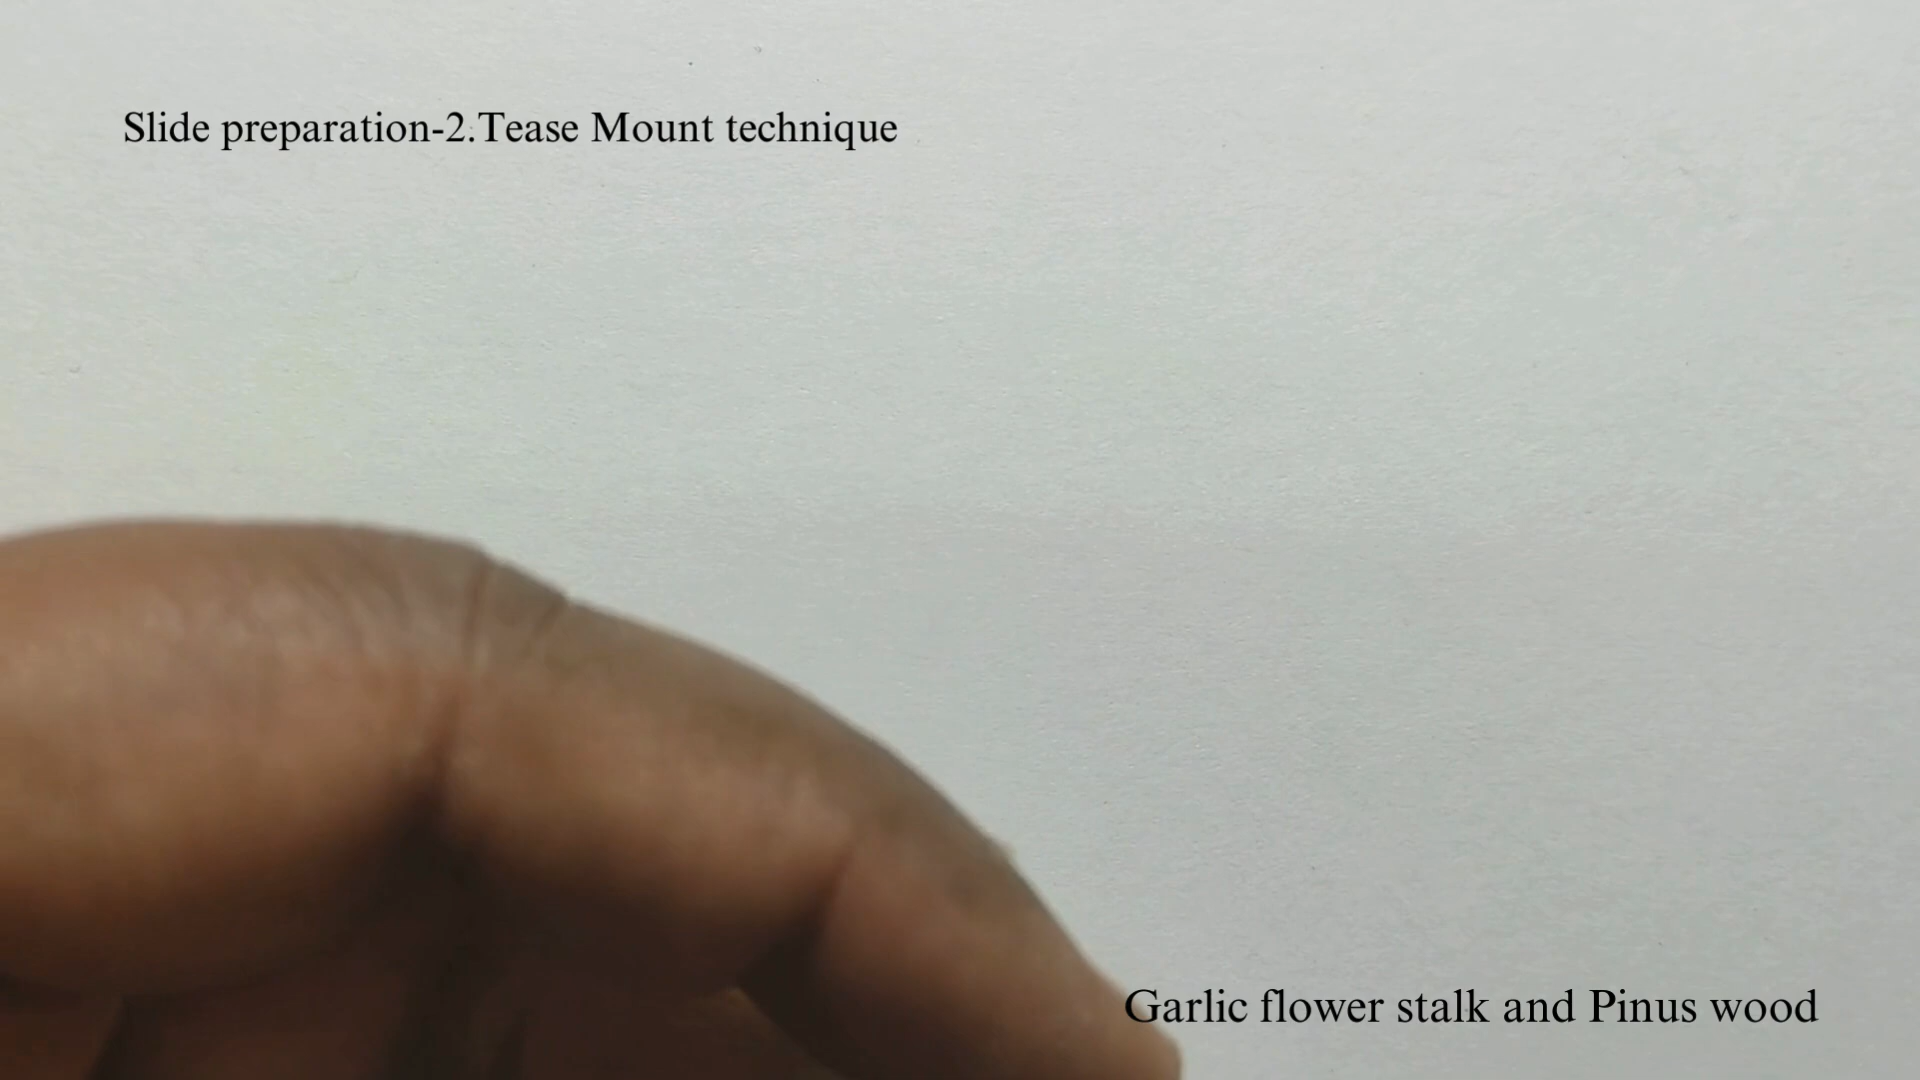 Slide preparation-2.Tease Mount technique
Garlic flower stalk and Pinus wood